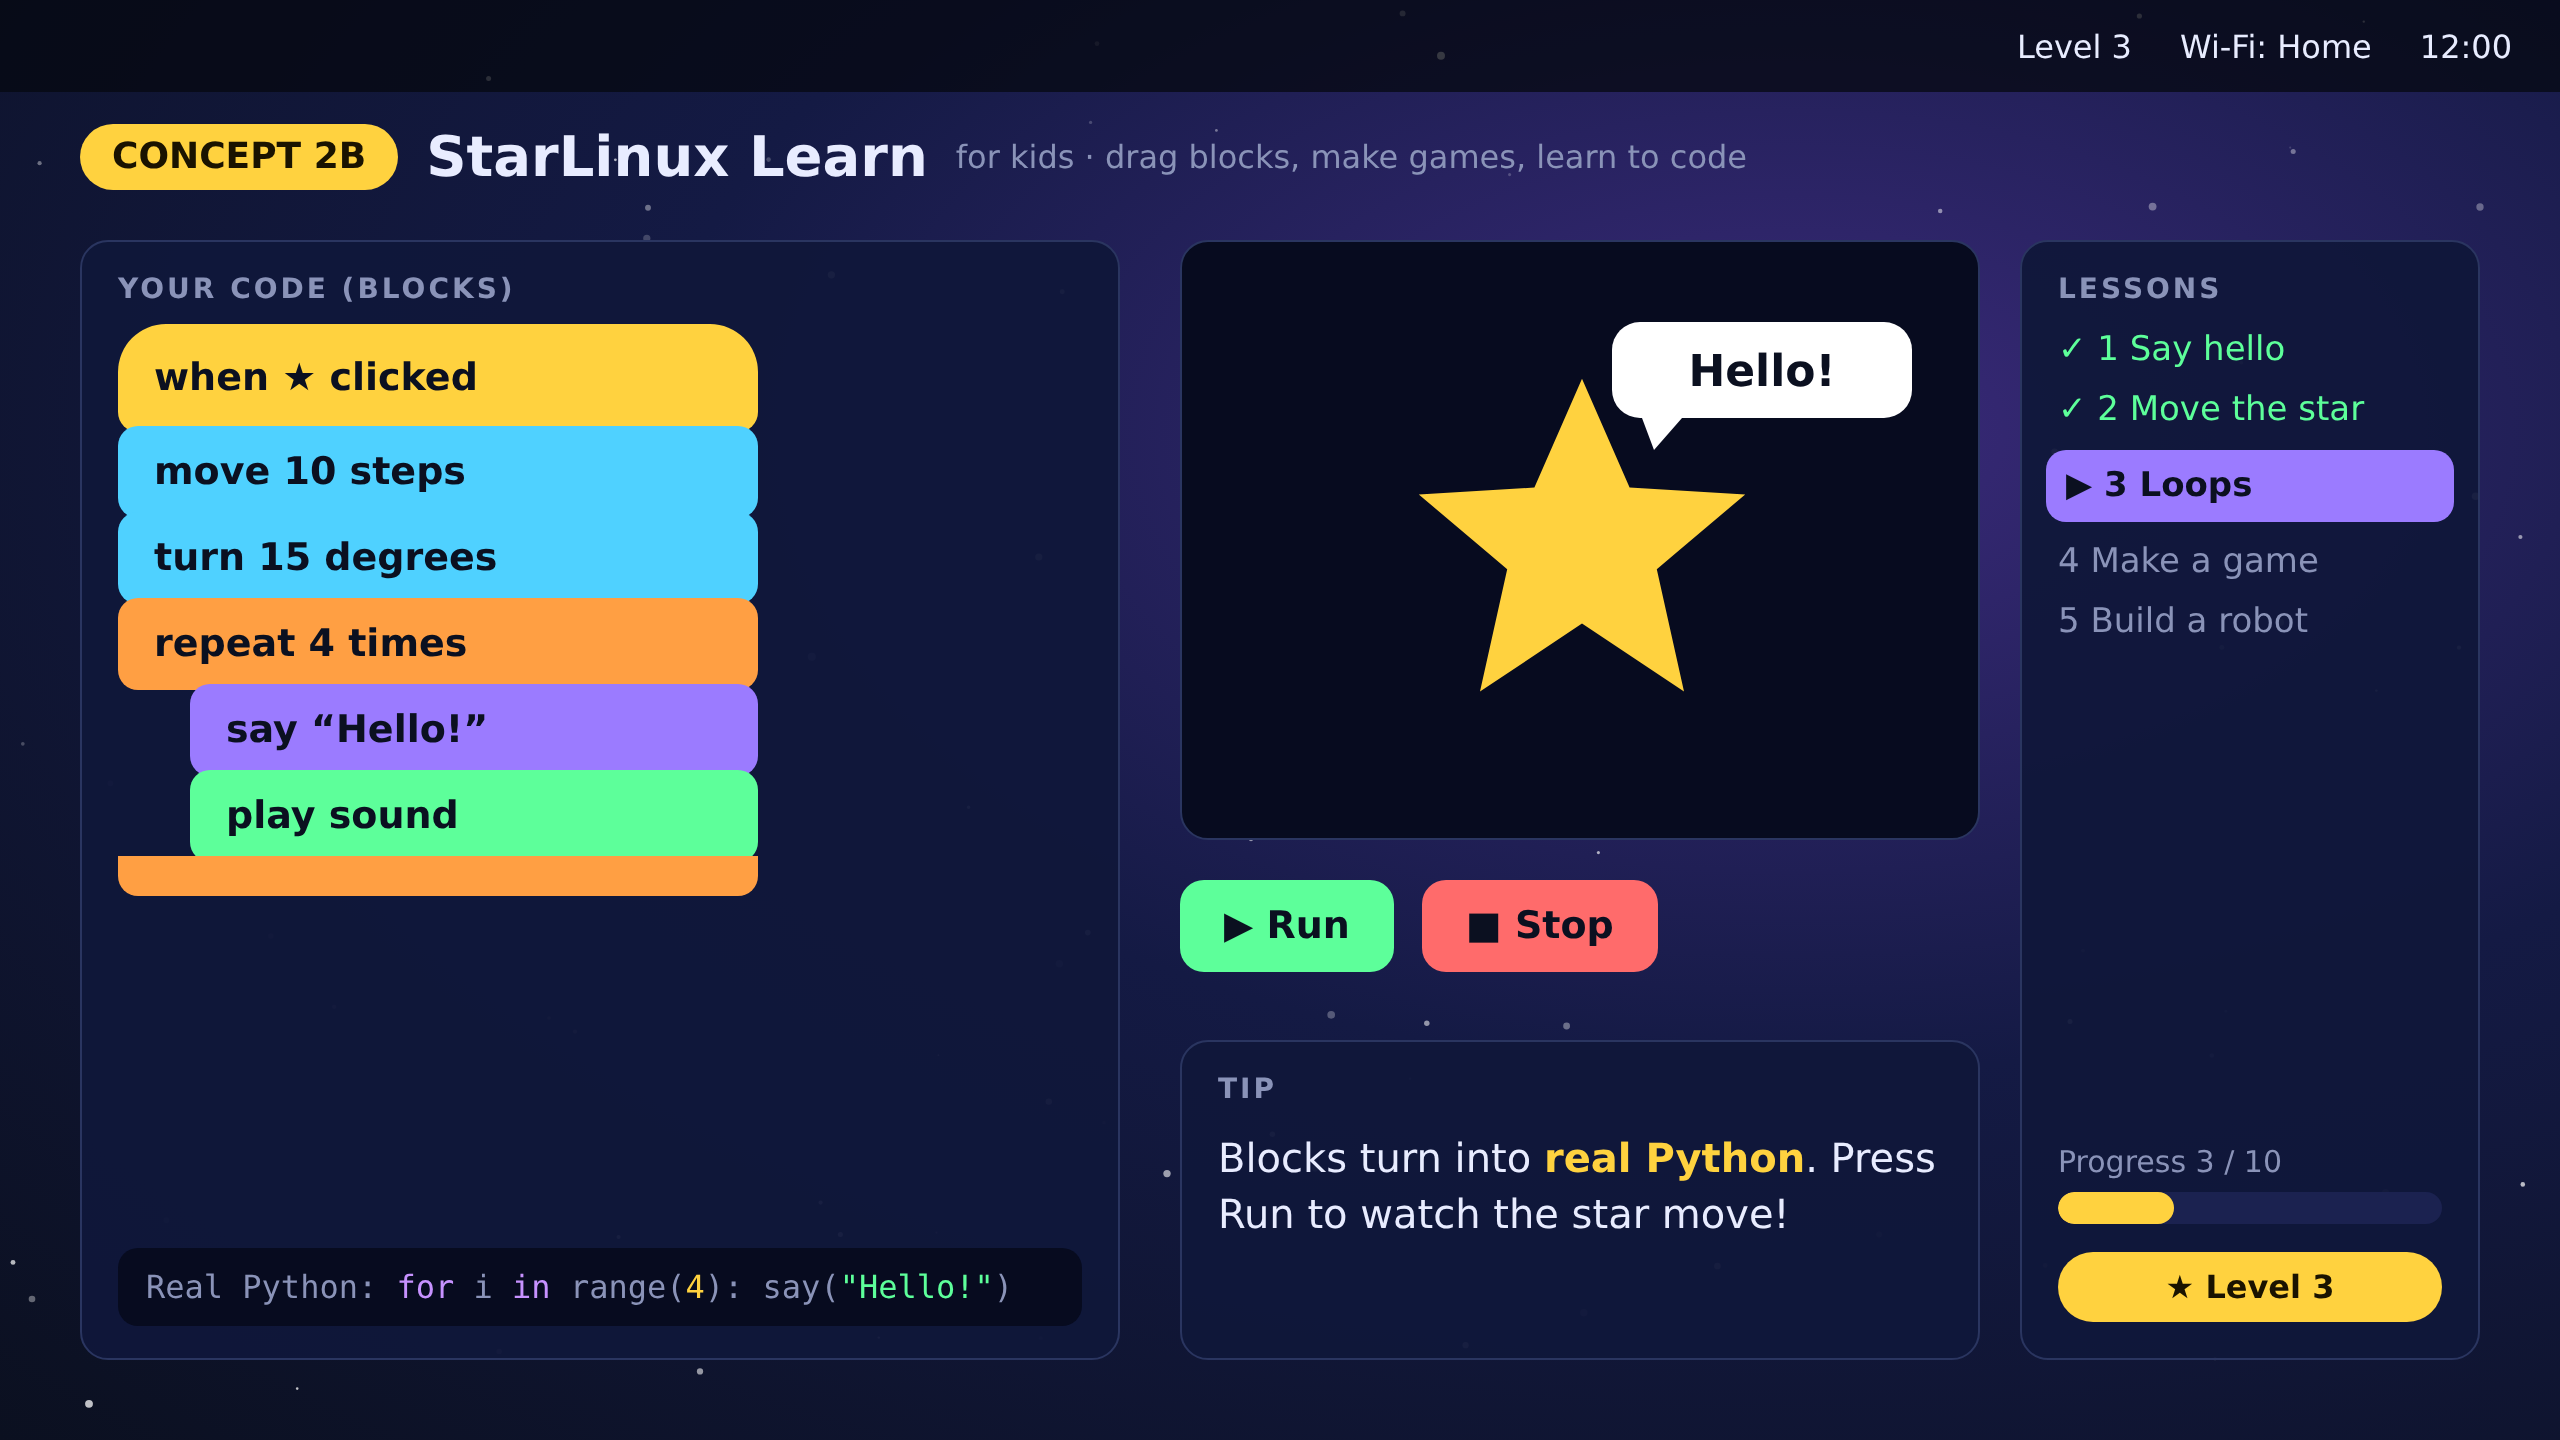 Level 3 Wi-Fi: Home 12:00
CONCEPT 2B StarLinux Learn for kids · drag blocks, make games, learn to code
YOUR CODE (BLOCKS)
when ★ clicked
move 10 steps
turn 15 degrees
repeat 4 times
say “Hello!”
play sound
Real Python: for i in range(4): say("Hello!")
Hello!
▶ Run
■ Stop
TIP
Blocks turn into real Python. Press
Run to watch the star move!
LESSONS
✓ 1 Say hello
✓ 2 Move the star
▶ 3 Loops
4 Make a game
5 Build a robot
Progress 3 / 10
★ Level 3